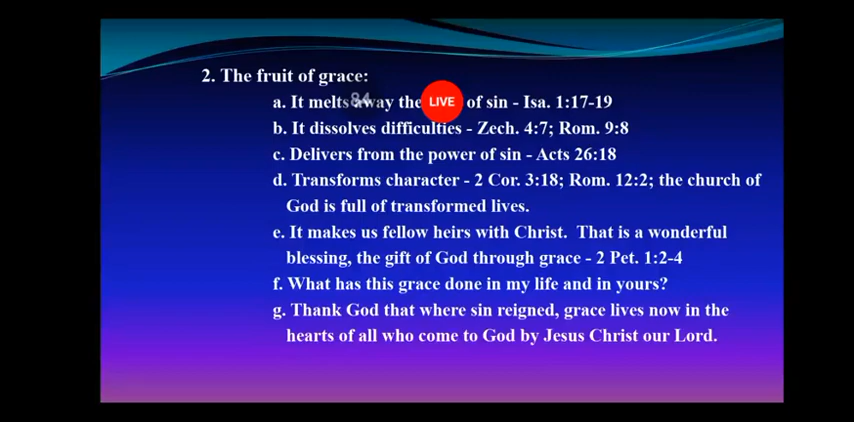 2. The fruit of grace:
a. It melts away the LIVE of sin - Isa. 1:17-19
84
b. It dissolves difficulties - Zech. 4:7; Rom. 9:8
c. Delivers from the power of sin - Acts 26:18
d. Transforms character - 2 Cor. 3:18; Rom. 12:2; the church of
God is full of transformed lives.
e. It makes us fellow heirs with Christ. That is a wonderful
blessing, the gift of God through grace - 2 Pet. 1:2-4
f. What has this grace done in my life and in yours?
g. Thank God that where sin reigned, grace lives now in the
hearts of all who come to God by Jesus Christ our Lord.